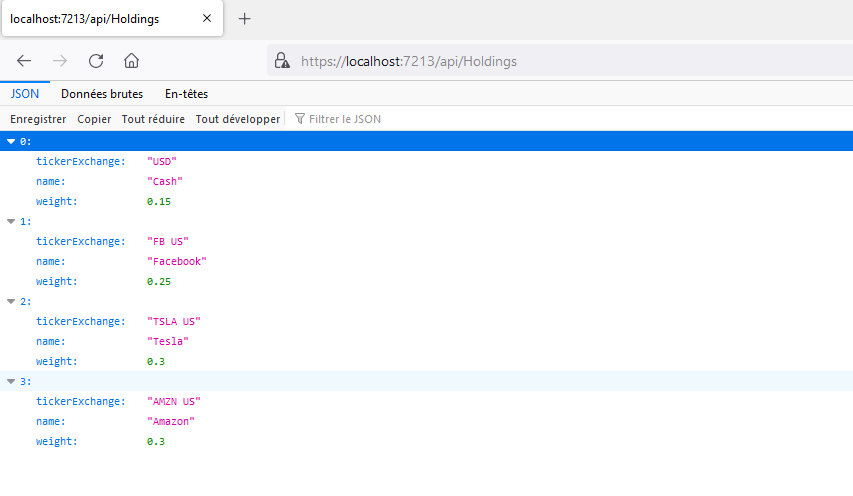 localhost:7213/api/Holdings
https://localhost:7213/api/Holdings
JSON Données brutes En-têtes
Enregistrer Copier Tout réduire Tout développer Filtrer le JSON
0:
tickerExchange: "USD"
name: "Cash"
weight: 0.15
1:
tickerExchange: "FB US"
name: "Facebook"
weight: 0.25
2:
tickerExchange: "TSLA US"
name: "Tesla"
weight: 0.3
3:
tickerExchange: "AMZN US"
name: "Amazon"
weight: 0.3